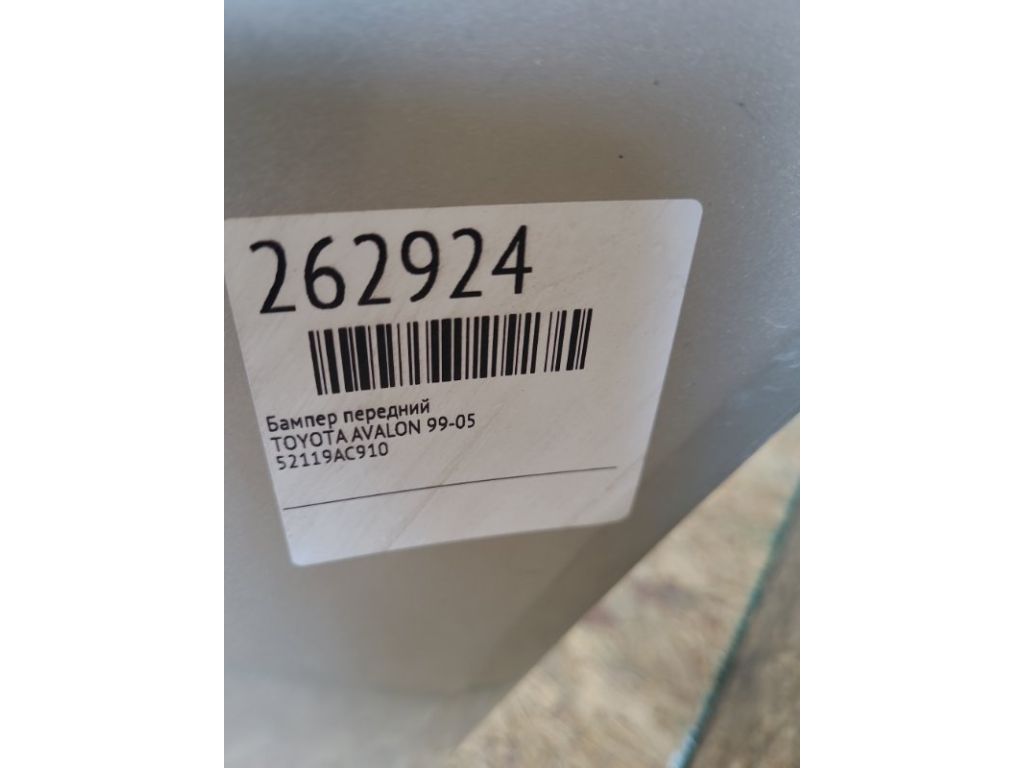 262924
Бампер передний
TOYOTA AVALON 99-05
52119AC910